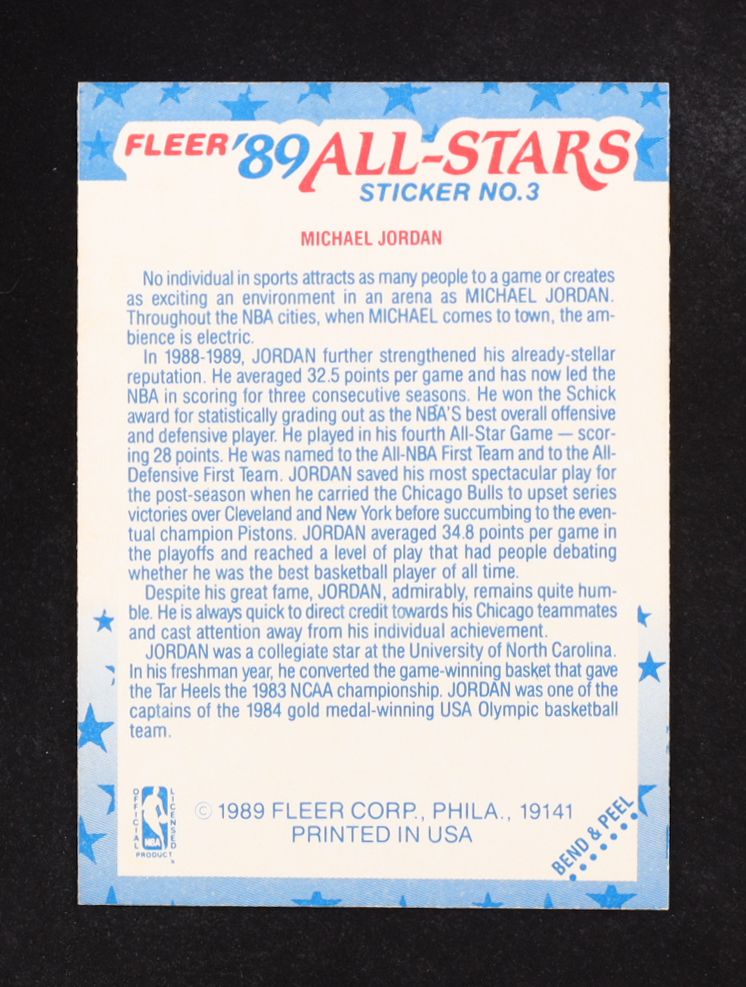 FLEER '89 ALL-STARS
STICKER NO.3
MICHAEL JORDAN
No individual in sports attracts as many people to a game or creates
as exciting an environment in an arena as MICHAEL JORDAN.
Throughout the NBA cities, when MICHAEL comes to town, the am-
bience is electric.
In 1988-1989, JORDAN further strengthened his already-stellar
reputation. He averaged 32.5 points per game and has now led the
NBA in scoring for three consecutive seasons. He won the Schick
award for statistically grading out as the NBA'S best overall offensive
and defensive player. He played in his fourth All-Star Game — scor-
ing 28 points. He was named to the All-NBA First Team and to the All-
Defensive First Team. JORDAN saved his most spectacular play for
the post-season when he carried the Chicago Bulls to upset series
victories over Cleveland and New York before succumbing to the even-
tual champion Pistons. JORDAN averaged 34.8 points per game in
the playoffs and reached a level of play that had people debating
whether he was the best basketball player of all time.
Despite his great fame, JORDAN, admirably, remains quite hum-
ble. He is always quick to direct credit towards his Chicago teammates
and cast attention away from his individual achievement.
JORDAN was a collegiate star at the University of North Carolina.
In his freshman year, he converted the game-winning basket that gave
the Tar Heels the 1983 NCAA championship. JORDAN was one of the
captains of the 1984 gold medal-winning USA Olympic basketball
team.
OFFICIAL LICENSED
NBA
PRODUCT
© 1989 FLEER CORP., PHILA., 19141
PRINTED IN USA
BEND & PEEL